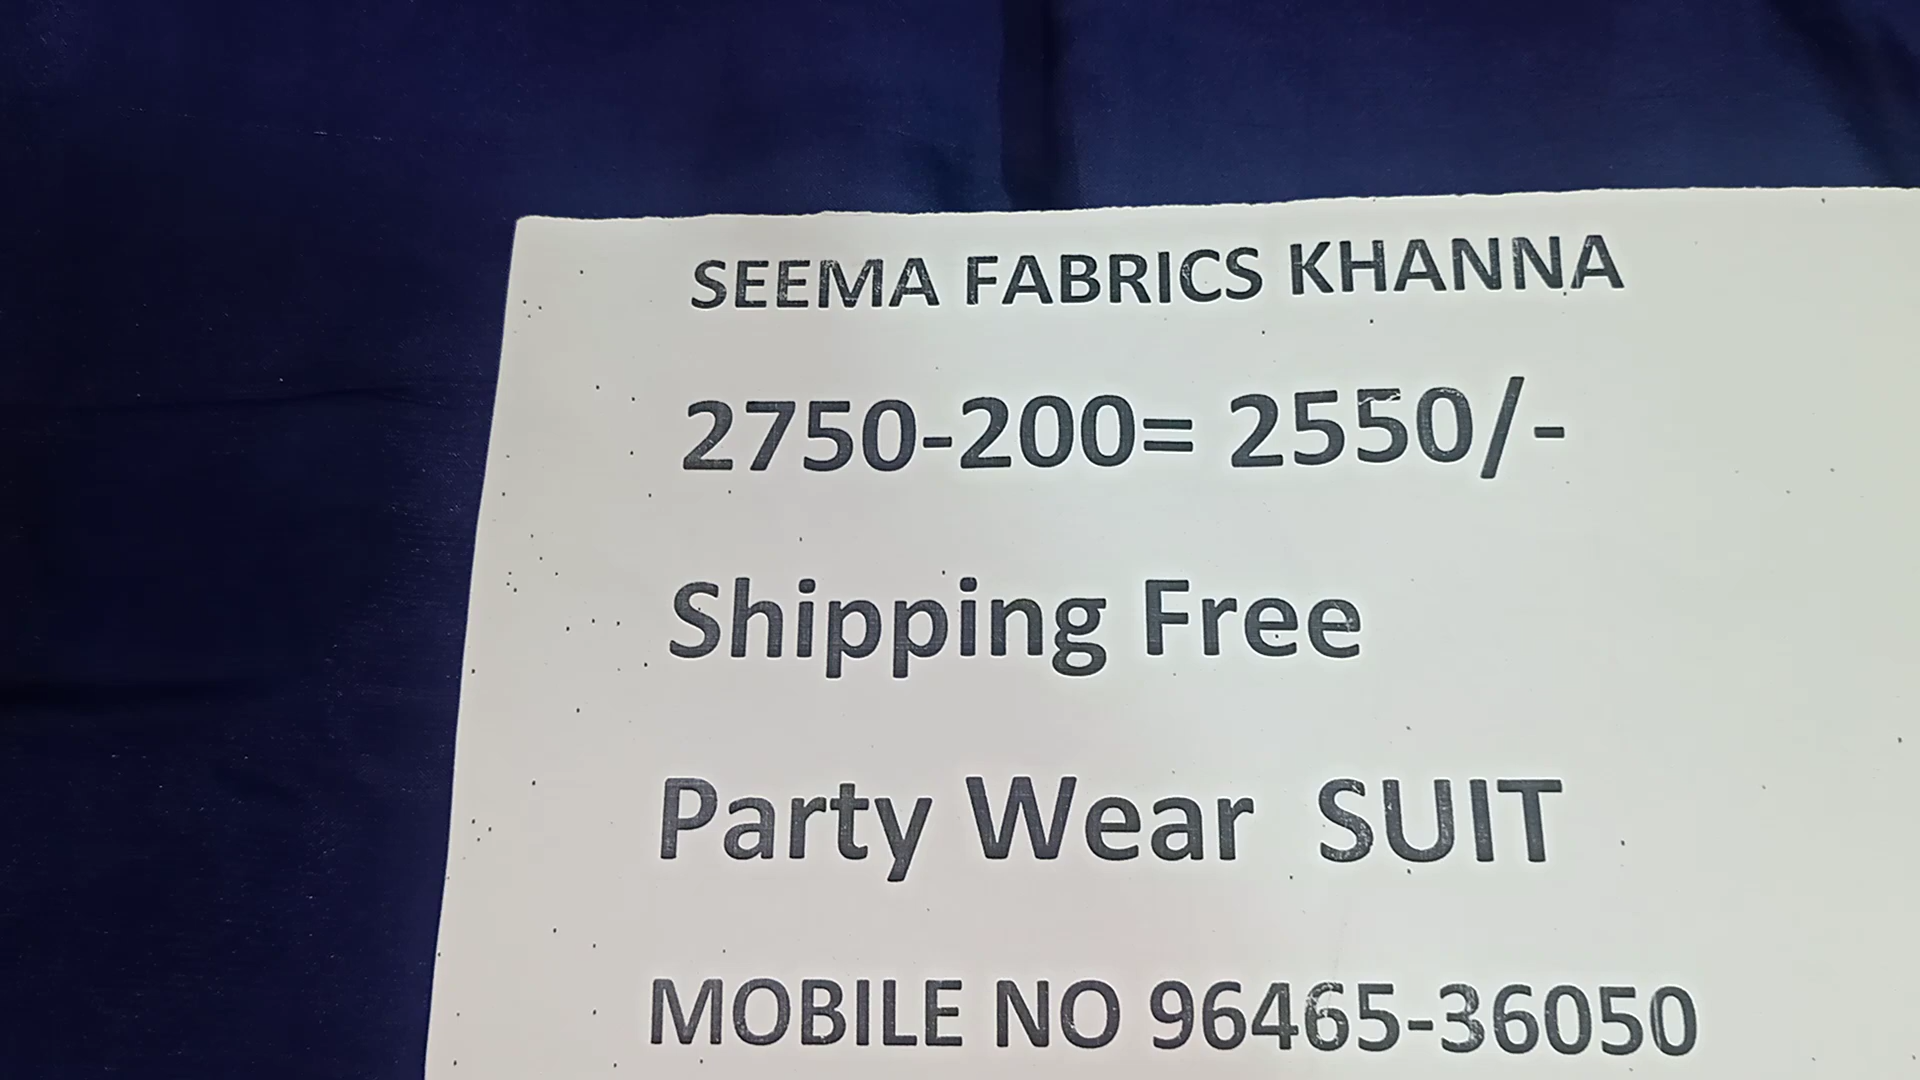 SEEMA FABRICS KHANNA
2750-200= 2550/-
Shipping Free
Party Wear SUIT
MOBILE NO 96465-36050